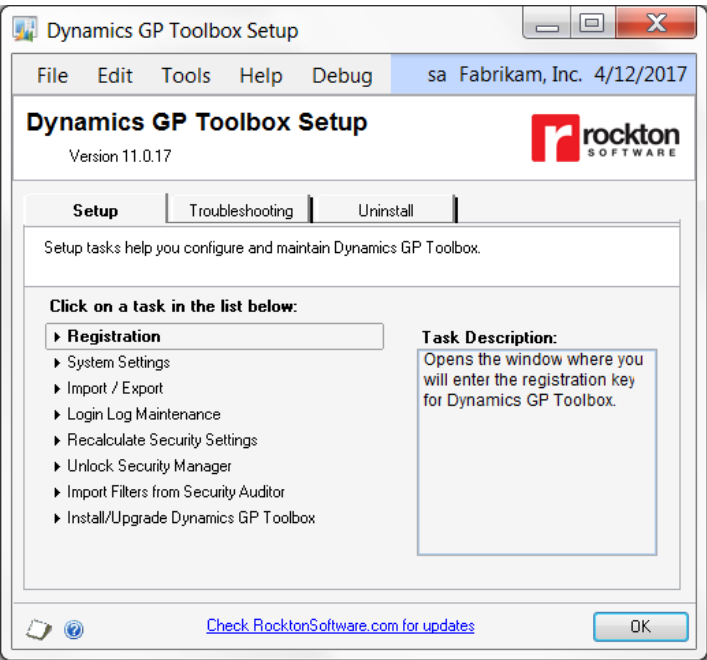 Dynamics GP Toolbox Setup
File Edit Tools Help Debug sa Fabrikam, Inc. 4/12/2017
Dynamics GP Toolbox Setup
Version 11.0.17
rockton
SOFTWARE
Setup Troubleshooting Uninstall
Setup tasks help you configure and maintain Dynamics GP Toolbox.
Click on a task in the list below:
Registration
System Settings
Import / Export
Login Log Maintenance
Recalculate Security Settings
Unlock Security Manager
Import Filters from Security Auditor
Install/Upgrade Dynamics GP Toolbox
Task Description:
Opens the window where you
will enter the registration key
for Dynamics GP Toolbox.
Check RocktonSoftware.com for updates
OK